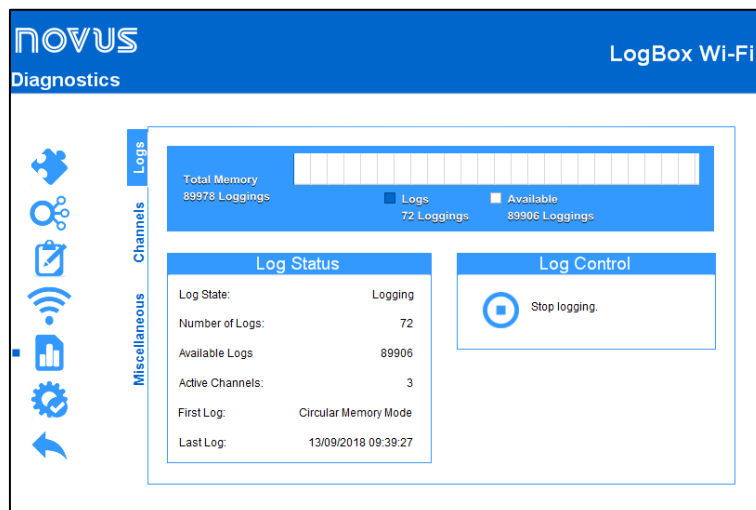 novus
LogBox Wi-Fi
Diagnostics
Logs
Channels
Miscellaneous
Total Memory
89978 Loggings
Logs
72 Loggings
Available
89906 Loggings
Log Status
Log State: Logging
Number of Logs: 72
Available Logs 89906
Active Channels: 3
First Log: Circular Memory Mode
Last Log: 13/09/2018 09:39:27
Log Control
Stop logging.